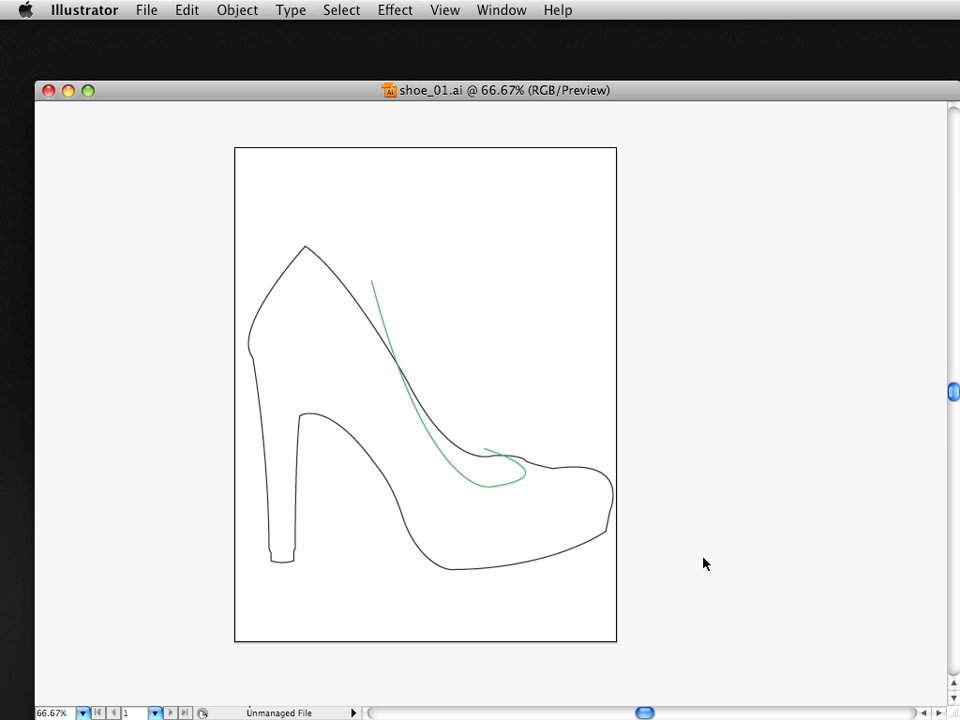 Illustrator File Edit Object Type Select Effect View Window Help
Ai shoe_01.ai @ 66.67% (RGB/Preview)
66.67% 1 Unmanaged File